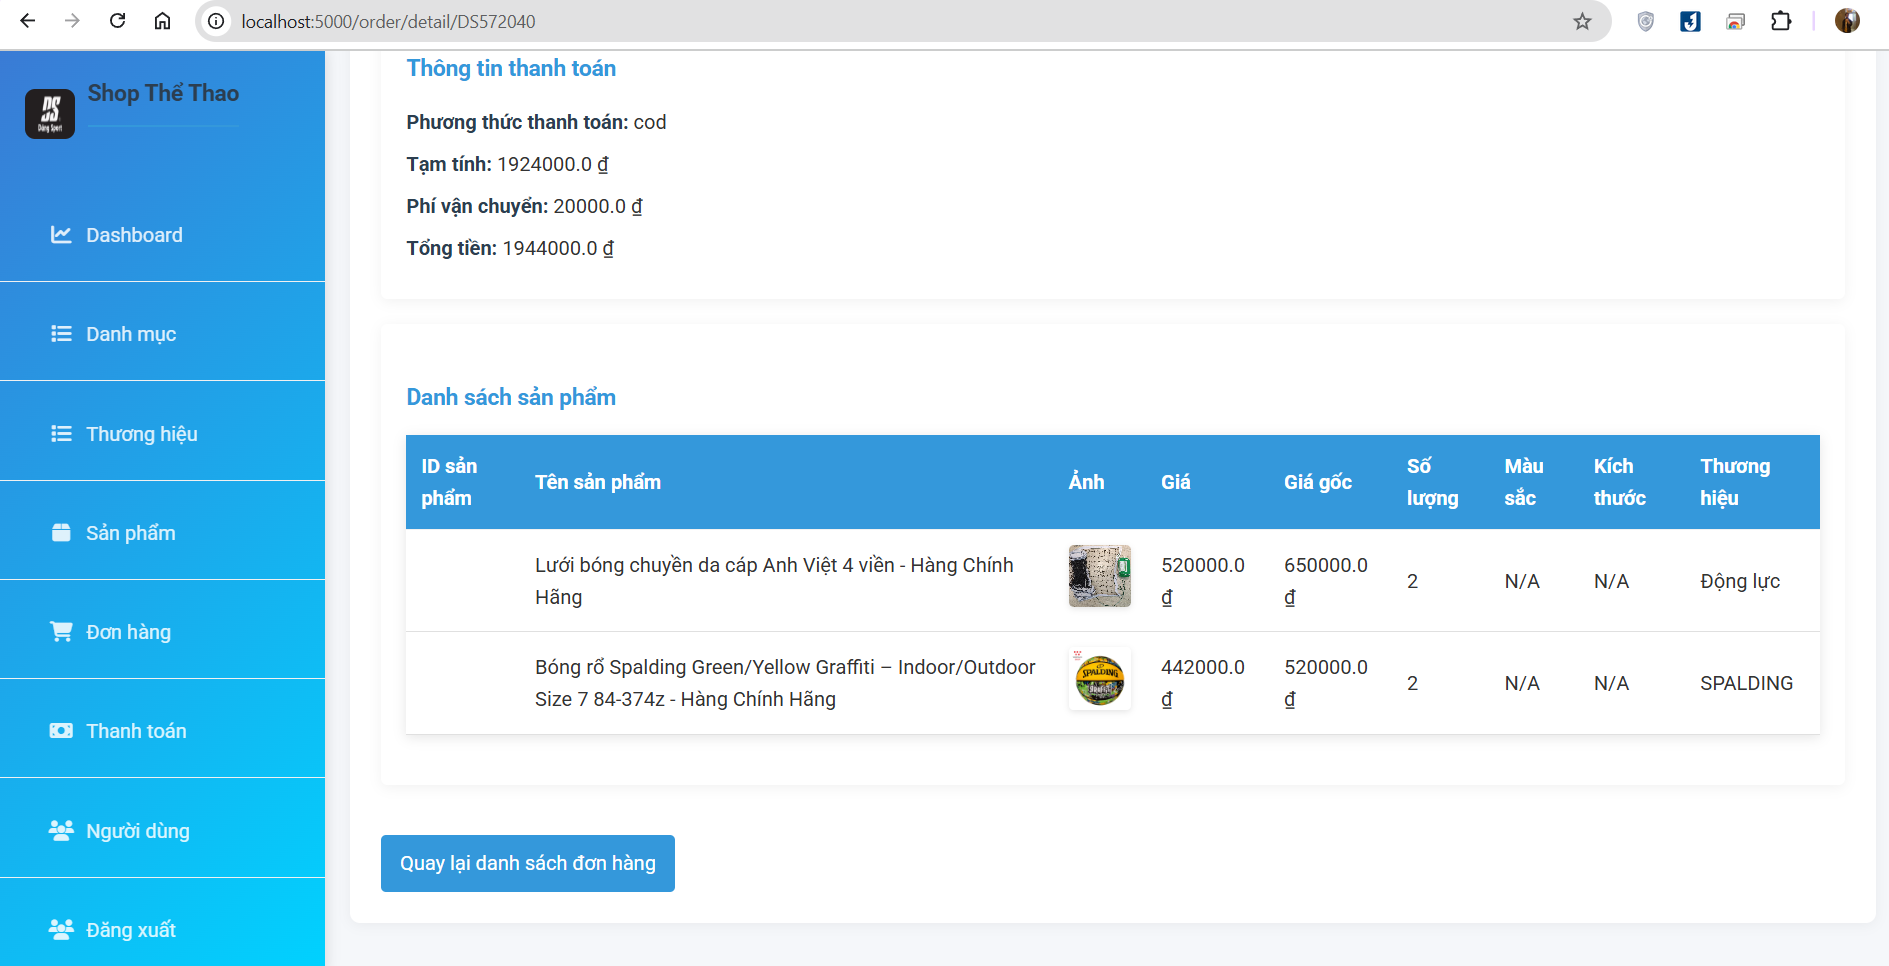 localhost:5000/order/detail/DS572040
DS
Động Sport
Shop Thể Thao
Dashboard
Danh mục
Thương hiệu
Sản phẩm
Đơn hàng
Thanh toán
Người dùng
Đăng xuất
Thông tin thanh toán
Phương thức thanh toán: cod
Tạm tính: 1924000.0 ₫
Phí vận chuyển: 20000.0 ₫
Tổng tiền: 1944000.0 ₫
Danh sách sản phẩm
ID sản
phẩm
Tên sản phẩm
Ảnh
Giá
Giá gốc
Số
lượng
Màu
sắc
Kích
thước
Thương
hiệu
Lưới bóng chuyền da cáp Anh Việt 4 viền - Hàng Chính
Hãng
520000.0
₫
650000.0
₫
2
N/A
N/A
Động lực
Bóng rổ Spalding Green/Yellow Graffiti – Indoor/Outdoor
Size 7 84-374z - Hàng Chính Hãng
SPALDING
442000.0
₫
520000.0
₫
2
N/A
N/A
SPALDING
Quay lại danh sách đơn hàng